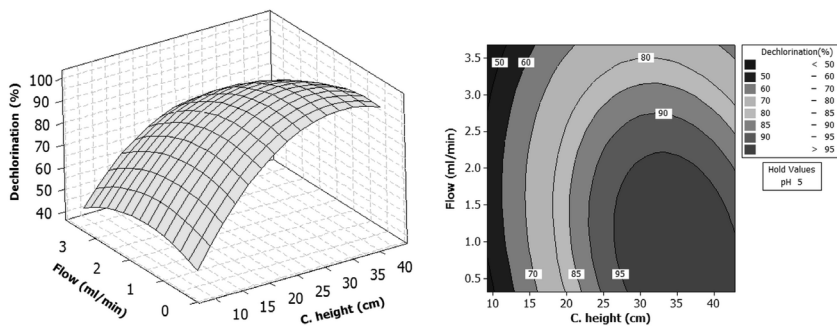 Dechlorination (%)
100
90
80
70
60
50
40
3
2
1
0
Flow (ml/min)
10
15
20
25
30
35
40
C. height (cm)
Flow (ml/min)
3.5
3.0
2.5
2.0
1.5
1.0
0.5
50
60
80
90
70
85
95
10
15
20
25
30
35
40
C. height (cm)
Dechlorination(%)
< 50
50 – 60
60 – 70
70 – 80
80 – 85
85 – 90
90 – 95
> 95
Hold Values
pH 5